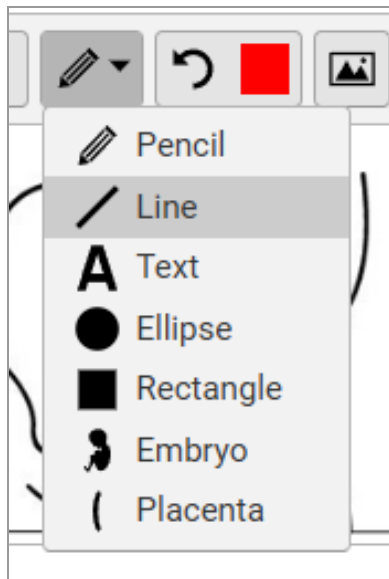 Pencil
Line
Text
Ellipse
Rectangle
Embryo
Placenta